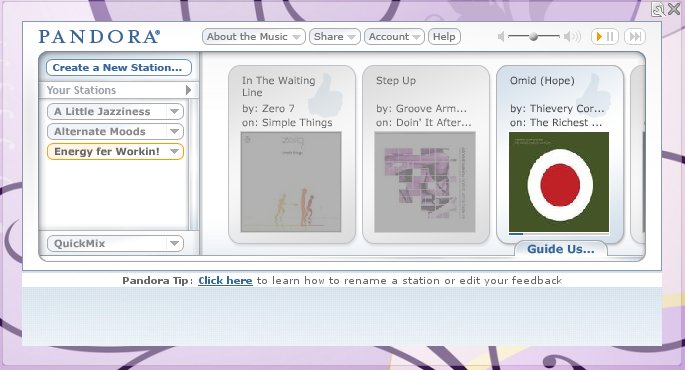 PANDORA®
About the Music
Share
Account
Help
Create a New Station...
Your Stations
A Little Jazziness
Alternate Moods
Energy fer Workin!
QuickMix
In The Waiting
Line
by: Zero 7
on: Simple Things
Step Up
by: Groove Arm...
on: Doin' It After...
Omid (Hope)
by: Thievery Cor...
on: The Richest ...
Guide Us...
Pandora Tip: Click here to learn how to rename a station or edit your feedback